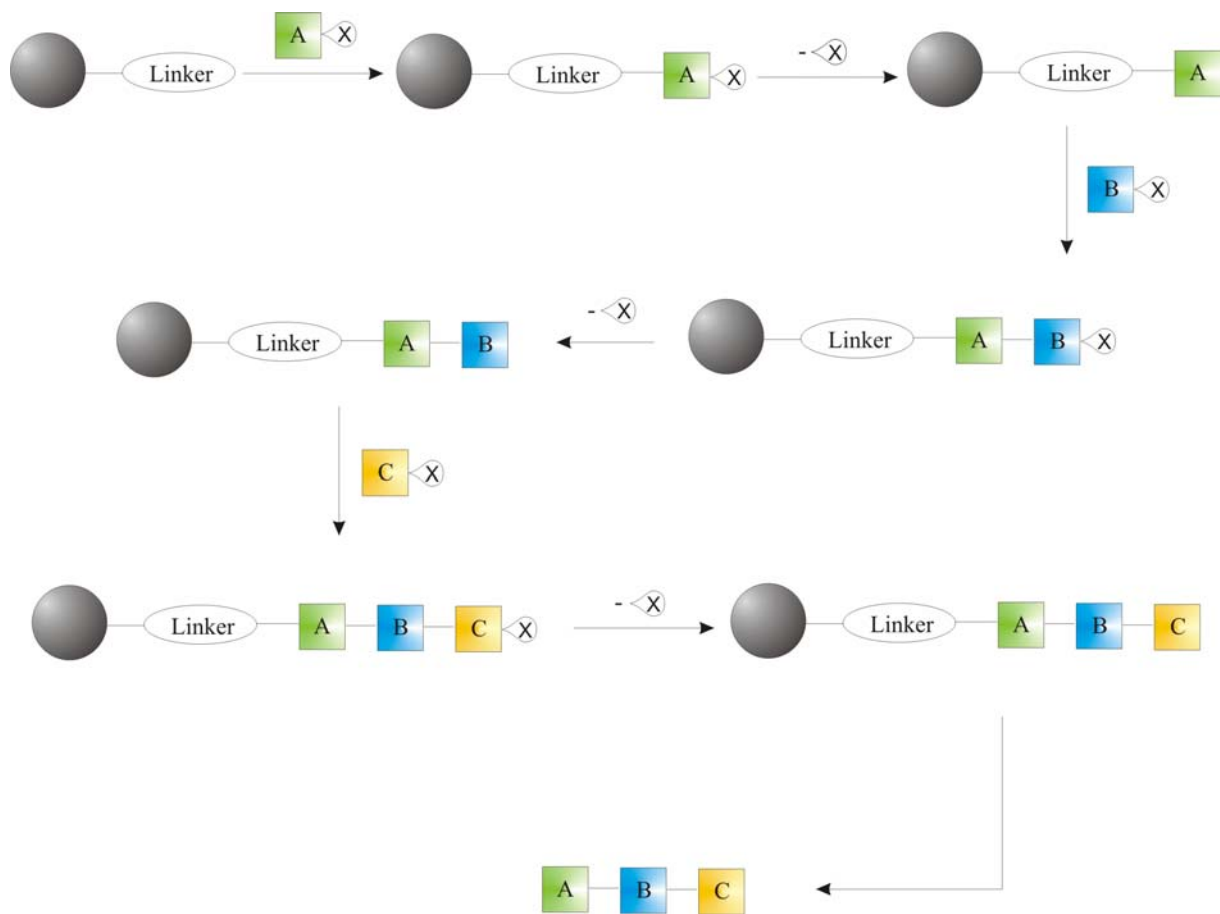 A X
Linker
Linker A X
- X
Linker A
B X
Linker A B X
- X
Linker A B
C X
Linker A B C X
- X
Linker A B C
A B C